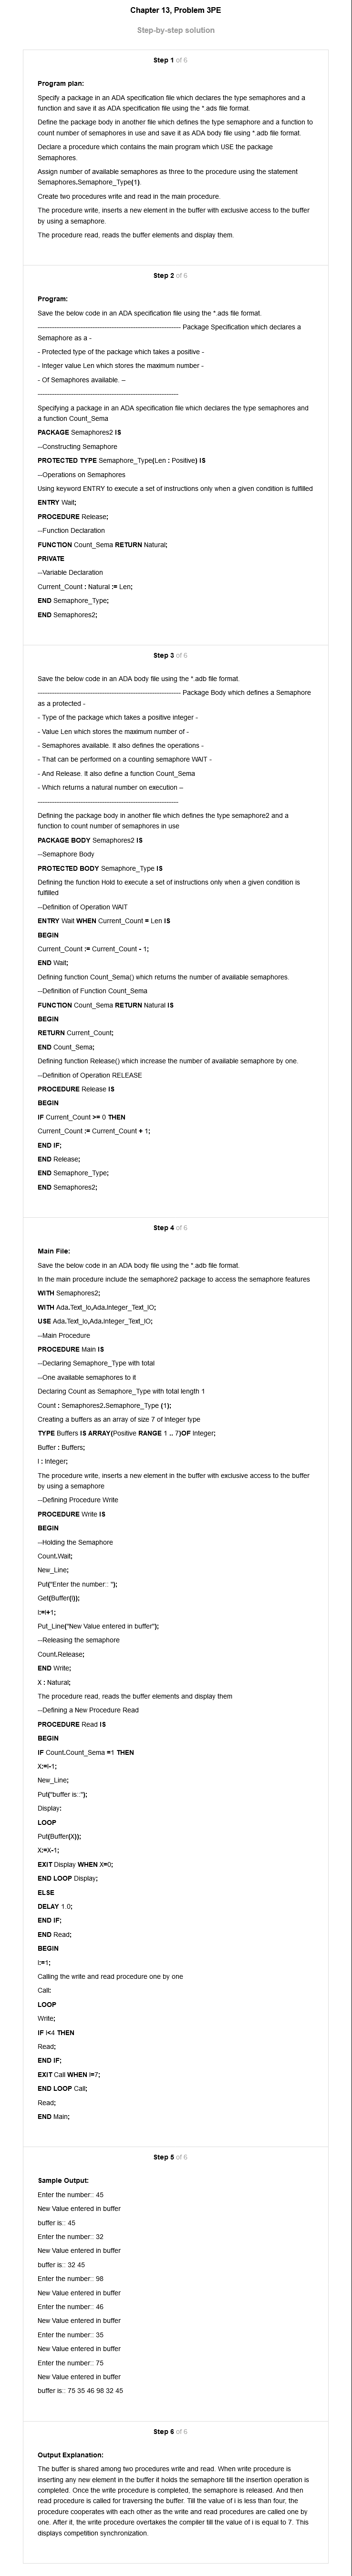 Chapter 13, Problem 3PE
Step-by-step solution
Step 1 of 6
Program plan:
Specify a package in an ADA specification file which declares the type semaphores and a
function and save it as ADA specification file using the *.ads file format.
Define the package body in another file which defines the type semaphore and a function to
count number of semaphores in use and save it as ADA body file using *.adb file format.
Declare a procedure which contains the main program which USE the package
Semaphores.
Assign number of available semaphores as three to the procedure using the statement
Semaphores.Semaphore_Type(1).
Create two procedures write and read in the main procedure.
The procedure write, inserts a new element in the buffer with exclusive access to the buffer
by using a semaphore.
The procedure read, reads the buffer elements and display them.
Step 2 of 6
Program:
Save the below code in an ADA specification file using the *.ads file format.
---------------------------------------------------------------- Package Specification which declares a
Semaphore as a -
- Protected type of the package which takes a positive -
- Integer value Len which stores the maximum number -
- Of Semaphores available. --
----------------------------------------------------------------
Specifying a package in an ADA specification file which declares the type semaphores and
a function Count_Sema
PACKAGE Semaphores2 IS
--Constructing Semaphore
PROTECTED TYPE Semaphore_Type(Len : Positive) IS
--Operations on Semaphores
Using keyword ENTRY to execute a set of instructions only when a given condition is fulfilled
ENTRY Wait;
PROCEDURE Release;
--Function Declaration
FUNCTION Count_Sema RETURN Natural;
PRIVATE
--Variable Declaration
Current_Count : Natural := Len;
END Semaphore_Type;
END Semaphores2;
Step 3 of 6
Save the below code in an ADA body file using the *.adb file format.
---------------------------------------------------------------- Package Body which defines a Semaphore
as a protected -
- Type of the package which takes a positive integer -
- Value Len which stores the maximum number of -
- Semaphores available. It also defines the operations -
- That can be performed on a counting semaphore WAIT -
- And Release. It also define a function Count_Sema
- Which returns a natural number on execution --
----------------------------------------------------------------
Defining the package body in another file which defines the type semaphore2 and a
function to count number of semaphores in use
PACKAGE BODY Semaphores2 IS
--Semaphore Body
PROTECTED BODY Semaphore_Type IS
Defining the function Hold to execute a set of instructions only when a given condition is
fulfilled
--Definition of Operation WAIT
ENTRY Wait WHEN Current_Count = Len IS
BEGIN
Current_Count := Current_Count - 1;
END Wait;
Defining function Count_Sema() which returns the number of available semaphores.
--Definition of Function Count_Sema
FUNCTION Count_Sema RETURN Natural IS
BEGIN
RETURN Current_Count;
END Count_Sema;
Defining function Release() which increase the number of available semaphore by one.
--Definition of Operation RELEASE
PROCEDURE Release IS
BEGIN
IF Current_Count >= 0 THEN
Current_Count := Current_Count + 1;
END IF;
END Release;
END Semaphore_Type;
END Semaphores2;
Step 4 of 6
Main File:
Save the below code in an ADA body file using the *.adb file format.
In the main procedure include the semaphore2 package to access the semaphore features
WITH Semaphores2;
WITH Ada.Text_Io,Ada.Integer_Text_IO;
USE Ada.Text_Io,Ada.Integer_Text_IO;
--Main Procedure
PROCEDURE Main IS
--Declaring Semaphore_Type with total
--One available semaphores to it
Declaring Count as Semaphore_Type with total length 1
Count : Semaphores2.Semaphore_Type (1);
Creating a buffers as an array of size 7 of Integer type
TYPE Buffers IS ARRAY(Positive RANGE 1 .. 7)OF Integer;
Buffer : Buffers;
I : Integer;
The procedure write, inserts a new element in the buffer with exclusive access to the buffer
by using a semaphore
--Defining Procedure Write
PROCEDURE Write IS
BEGIN
--Holding the Semaphore
Count.Wait;
New_Line;
Put("Enter the number:: ");
Get(Buffer(I));
I:=I+1;
Put_Line("New Value entered in buffer");
--Releasing the semaphore
Count.Release;
END Write;
X : Natural;
The procedure read, reads the buffer elements and display them
--Defining a New Procedure Read
PROCEDURE Read IS
BEGIN
IF Count.Count_Sema =1 THEN
X:=I-1;
New_Line;
Put("buffer is::");
Display:
LOOP
Put(Buffer(X));
X:=X-1;
EXIT Display WHEN X=0;
END LOOP Display;
ELSE
DELAY 1.0;
END IF;
END Read;
BEGIN
I:=1;
Calling the write and read procedure one by one
Call:
LOOP
Write;
IF I<4 THEN
Read;
END IF;
EXIT Call WHEN I=7;
END LOOP Call;
Read;
END Main;
Step 5 of 6
Sample Output:
Enter the number:: 45
New Value entered in buffer
buffer is:: 45
Enter the number:: 32
New Value entered in buffer
buffer is:: 32 45
Enter the number:: 98
New Value entered in buffer
Enter the number:: 46
New Value entered in buffer
Enter the number:: 35
New Value entered in buffer
Enter the number:: 75
New Value entered in buffer
buffer is:: 75 35 46 98 32 45
Step 6 of 6
Output Explanation:
The buffer is shared among two procedures write and read. When write procedure is
inserting any new element in the buffer it holds the semaphore till the insertion operation is
completed. Once the write procedure is completed, the semaphore is released. And then
read procedure is called for traversing the buffer. Till the value of i is less than four, the
procedure cooperates with each other as the write and read procedures are called one by
one. After it, the write procedure overtakes the compiler till the value of i is equal to 7. This
displays competition synchronization.